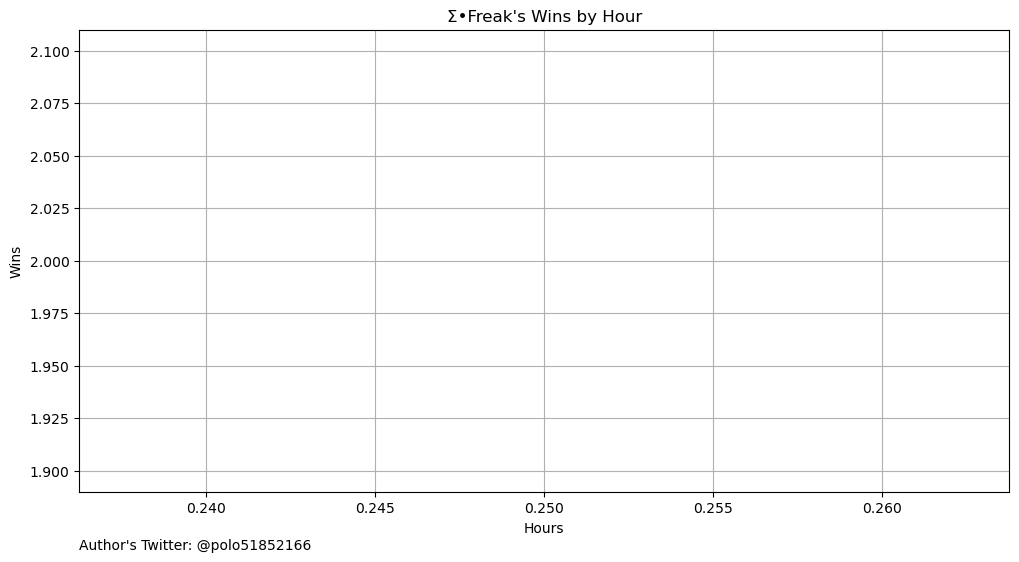 Σ•Freak's Wins by Hour
2.100
2.075
2.050
2.025
2.000
1.975
1.950
1.925
1.900
Wins
0.240 0.245 0.250 0.255 0.260
Hours
Author's Twitter: @polo51852166